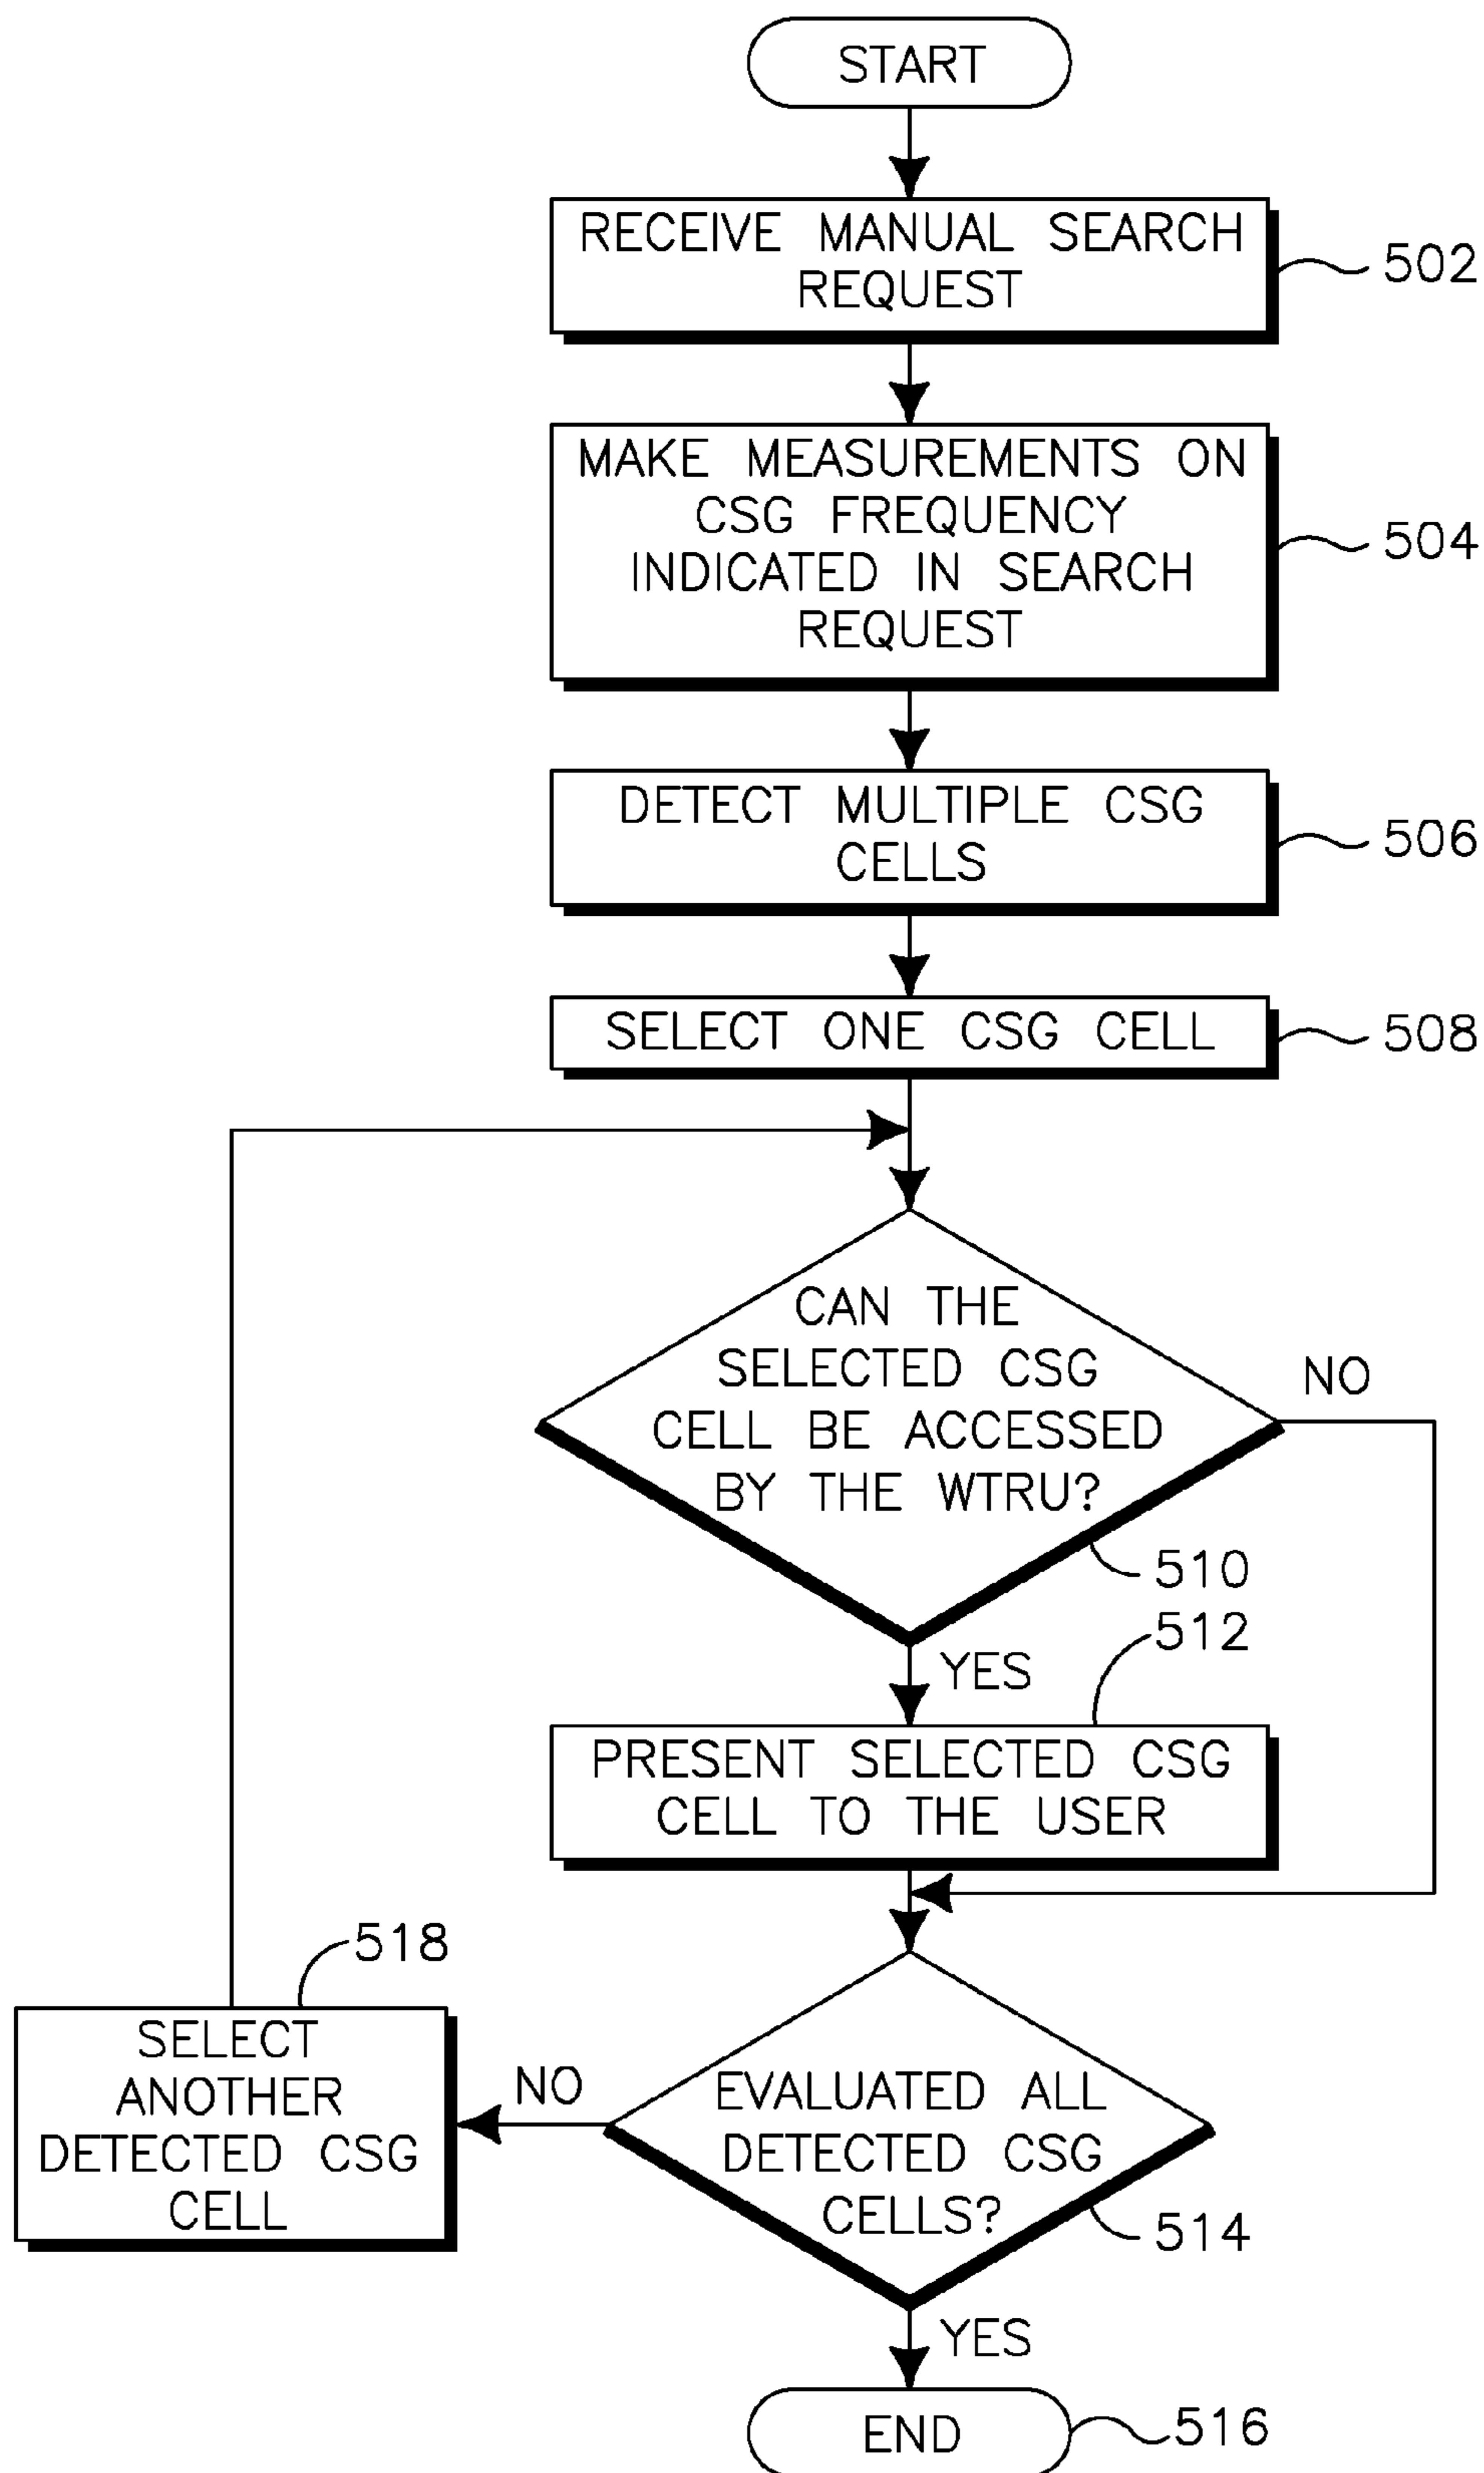 START
RECEIVE MANUAL SEARCH
REQUEST
502
MAKE MEASUREMENTS ON
CSG FREQUENCY
INDICATED IN SEARCH
REQUEST
504
DETECT MULTIPLE CSG
CELLS
506
SELECT ONE CSG CELL
508
CAN THE
SELECTED CSG
CELL BE ACCESSED
BY THE WTRU?
NO
510
512
YES
PRESENT SELECTED CSG
CELL TO THE USER
518
SELECT
ANOTHER
DETECTED CSG
CELL
NO
EVALUATED ALL
DETECTED CSG
CELLS?
514
YES
END
516